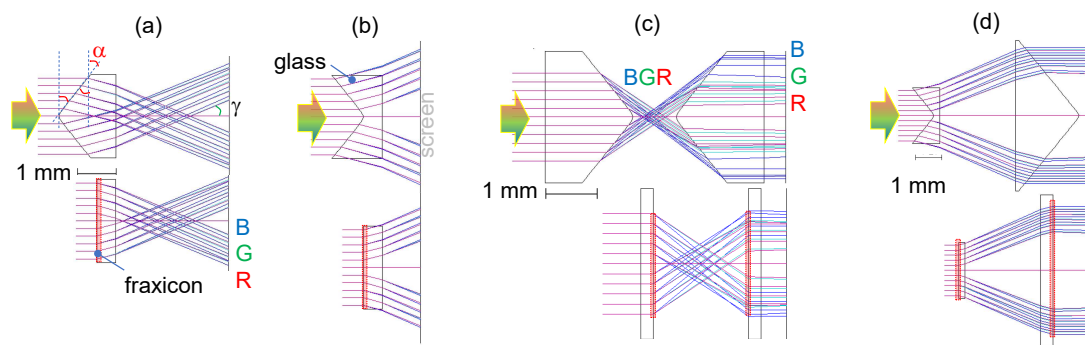 (a)
α
γ
1 mm
B
G
R
fraxicon
(b)
glass
screen
(c)
BGR
B
G
R
1 mm
(d)
1 mm